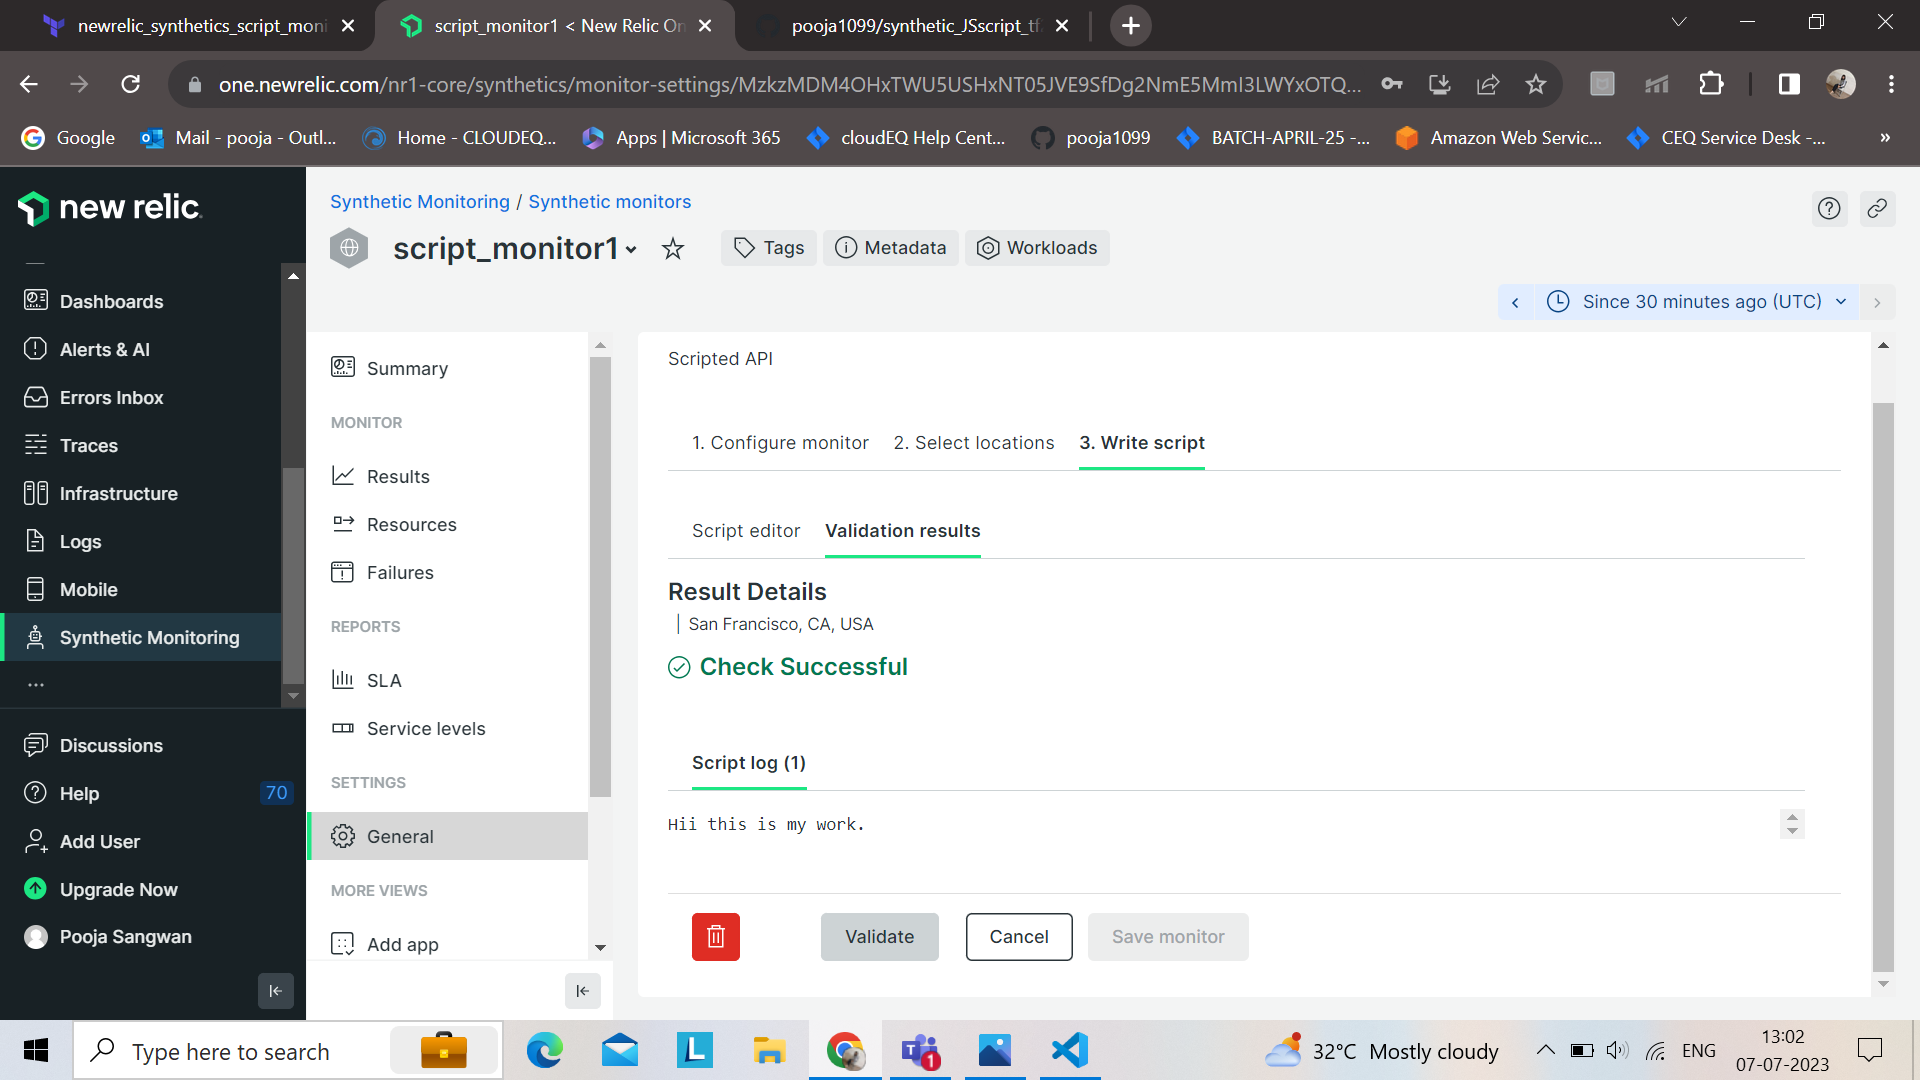 newrelic_synthetics_script_moni
script_monitor1 < New Relic On
pooja1099/synthetic_JSscript_tf
one.newrelic.com/nr1-core/synthetics/monitor-settings/MzkzMDM4OHxTWU5USHxNT05JVE9SfDg2NmE5MmI3LWYxOTQ...
Google
Mail - pooja - Outl...
Home - CLOUDEQ...
Apps | Microsoft 365
cloudEQ Help Cent...
pooja1099
BATCH-APRIL-25 -...
Amazon Web Servic...
CEQ Service Desk -...
»
new relic
Dashboards
Alerts & AI
Errors Inbox
Traces
Infrastructure
Logs
Mobile
Synthetic Monitoring
...
Discussions
Help
70
Add User
Upgrade Now
Pooja Sangwan
Synthetic Monitoring / Synthetic monitors
script_monitor1
Tags
Metadata
Workloads
Since 30 minutes ago (UTC)
Summary
MONITOR
Results
Resources
Failures
REPORTS
SLA
Service levels
SETTINGS
General
MORE VIEWS
Add app
Scripted API
1. Configure monitor
2. Select locations
3. Write script
Script editor
Validation results
Result Details
San Francisco, CA, USA
Check Successful
Script log (1)
Hii this is my work.
Validate
Cancel
Save monitor
Type here to search
L
1
32°C Mostly cloudy
ENG
13:02
07-07-2023